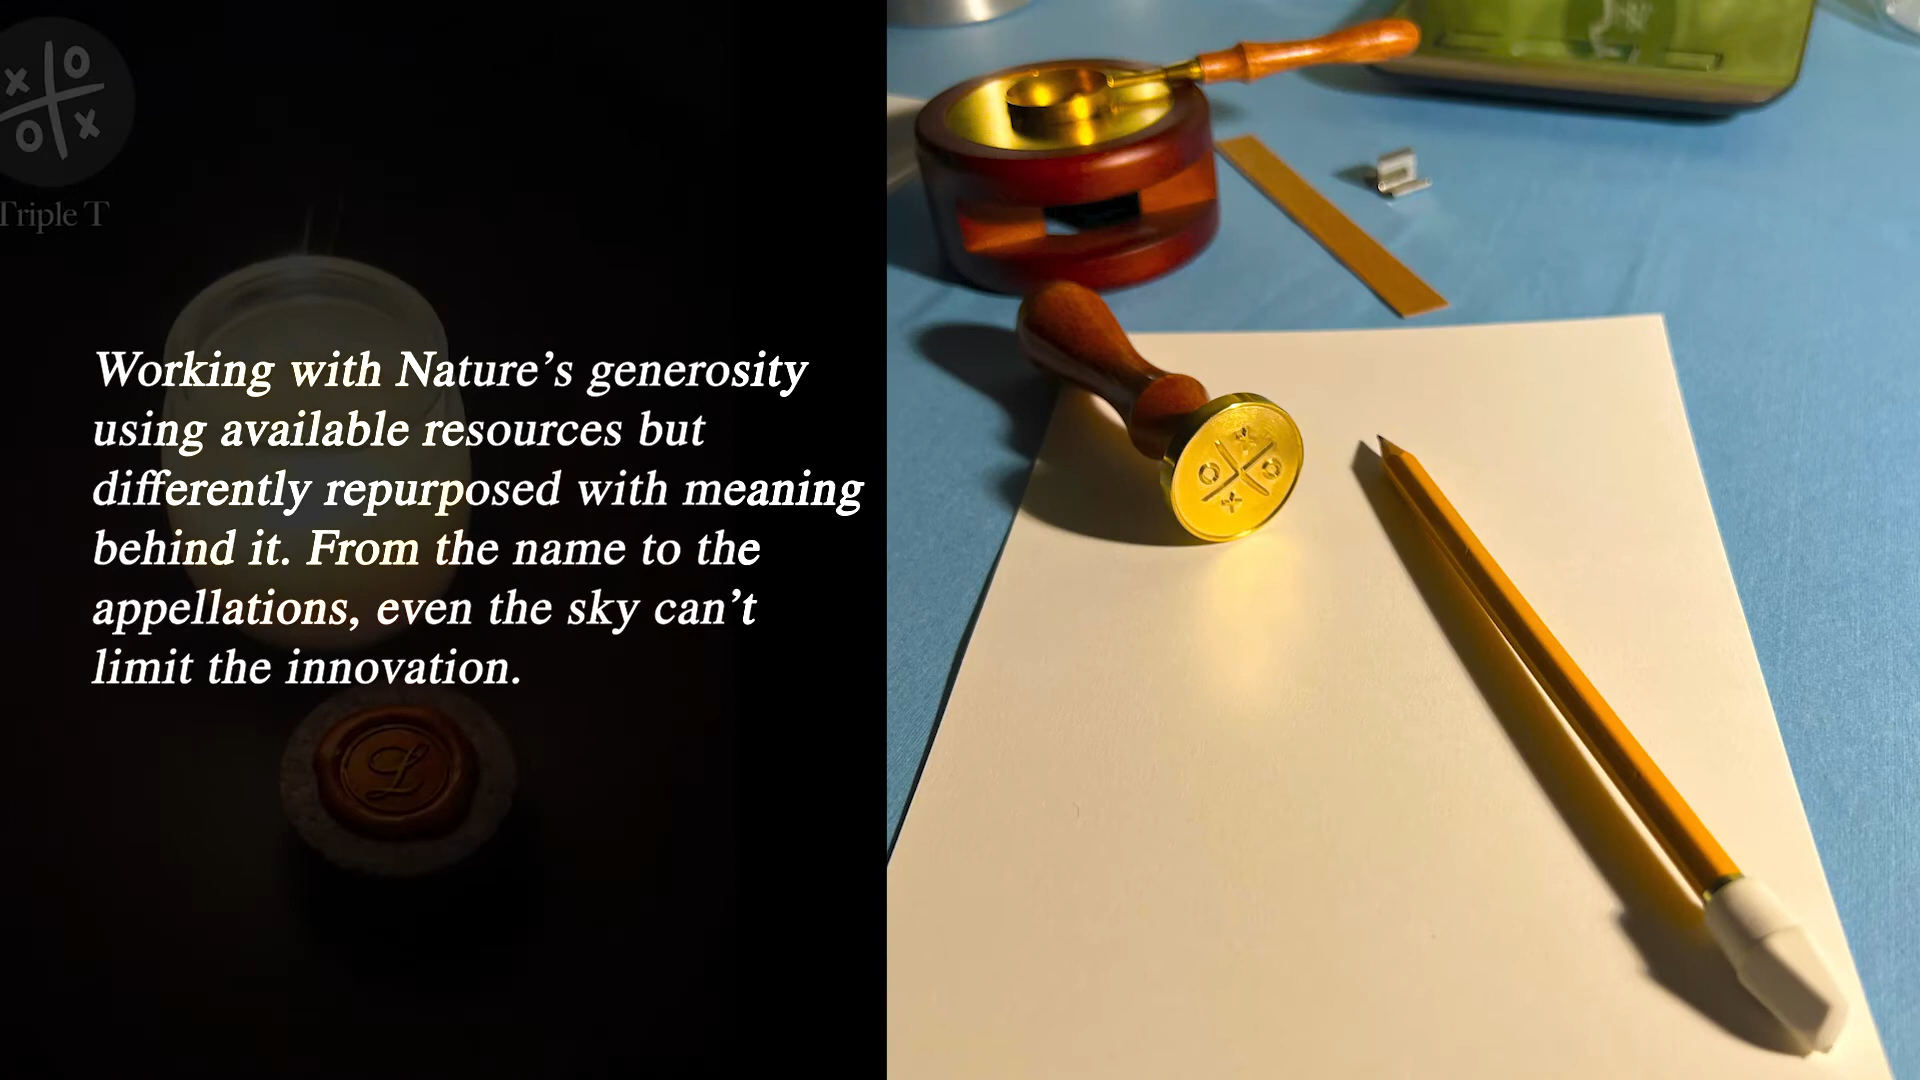 X O
O X
Triple T
Working with Nature’s generosity
using available resources but
differently repurposed with meaning
behind it. From the name to the
appellations, even the sky can’t
limit the innovation.
L
X
O O
X